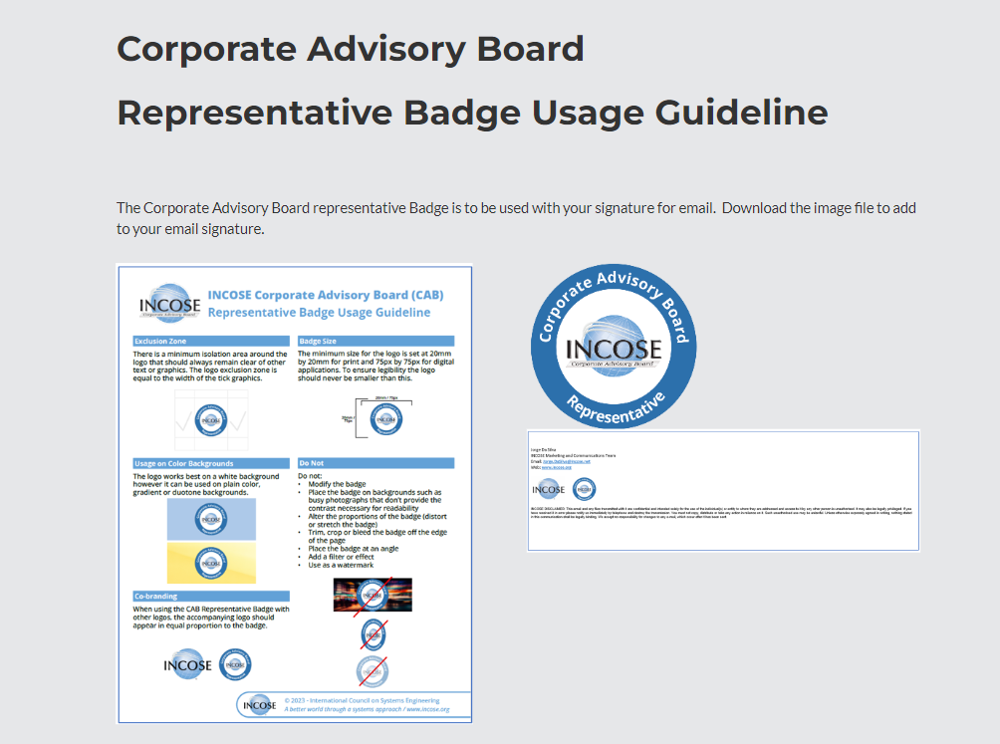 Corporate Advisory Board
Representative Badge Usage Guideline
The Corporate Advisory Board representative Badge is to be used with your signature for email. Download the image file to add
to your email signature.
INCOSE
Corporate Advisory Board
INCOSE Corporate Advisory Board (CAB)
Representative Badge Usage Guideline
Exclusion Zone
There is a minimum isolation area around the
logo that should always remain clear of other
text or graphics. The logo exclusion zone is
equal to the width of the tick graphics.
Badge Size
The minimum size for the logo is set at 20mm
by 20mm for print and 75px by 75px for digital
applications. To ensure legibility the logo
should never be smaller than this.
20mm / 75px
20mm /
75px
Usage on Color Backgrounds
The logo works best on a white background
however it can be used on plain color,
gradient or duotone backgrounds.
Do Not
Do not:
• Modify the badge
• Place the badge on backgrounds such as
busy photographs that don't provide the
contrast necessary for readability
• Alter the proportions of the badge (distort
or stretch the badge)
• Trim, crop or bleed the badge off the edge
of the page
• Place the badge at an angle
• Add a filter or effect
• Use as a watermark
Co-branding
When using the CAB Representative Badge with
other logos, the accompanying logo should
appear in equal proportion to the badge.
INCOSE
INCOSE
© 2023 - International Council on Systems Engineering
A better world through a systems approach / www.incose.org
Corporate Advisory Board
INCOSE
Corporate Advisory Board
Representative
INCOSE Marketing and Communications Team
Email:
www.incose.org
INCOSE